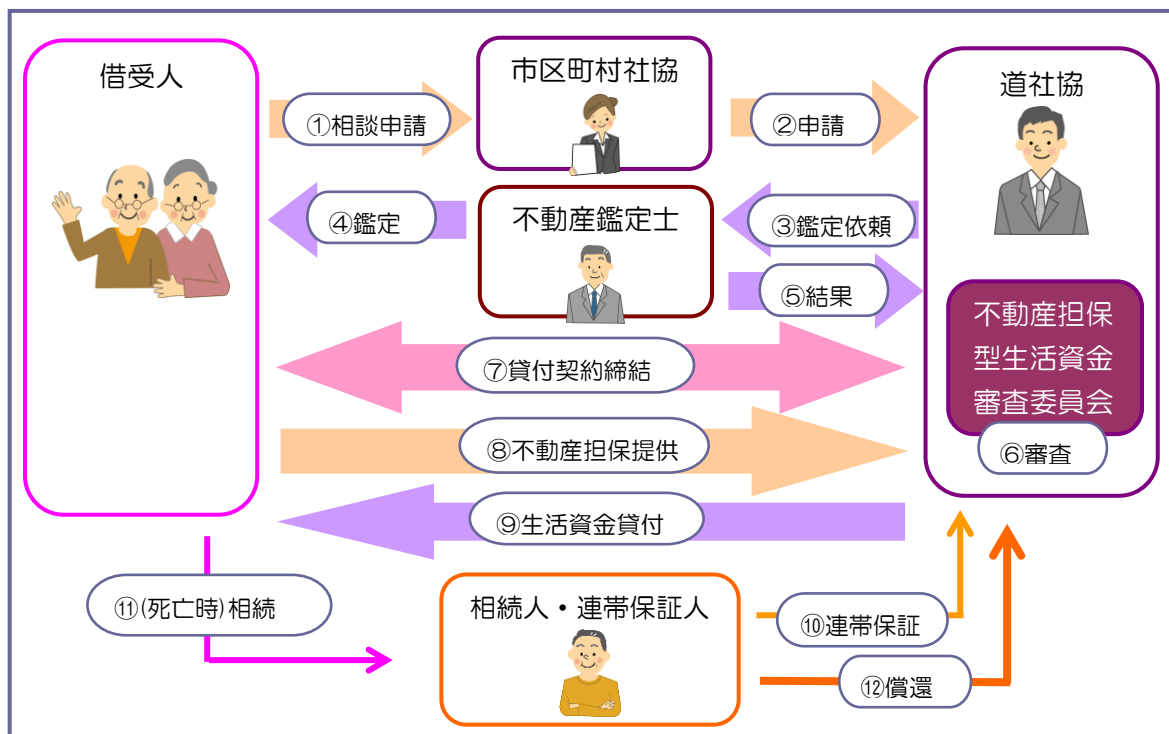 借受人
市区町村社協
道社協
①相談申請
②申請
④鑑定
不動産鑑定士
③鑑定依頼
⑤結果
不動産担保
型生活資金
審査委員会
⑥審査
⑦貸付契約締結
⑧不動産担保提供
⑨生活資金貸付
⑪(死亡時)相続
相続人・連帯保証人
⑩連帯保証
⑫償還